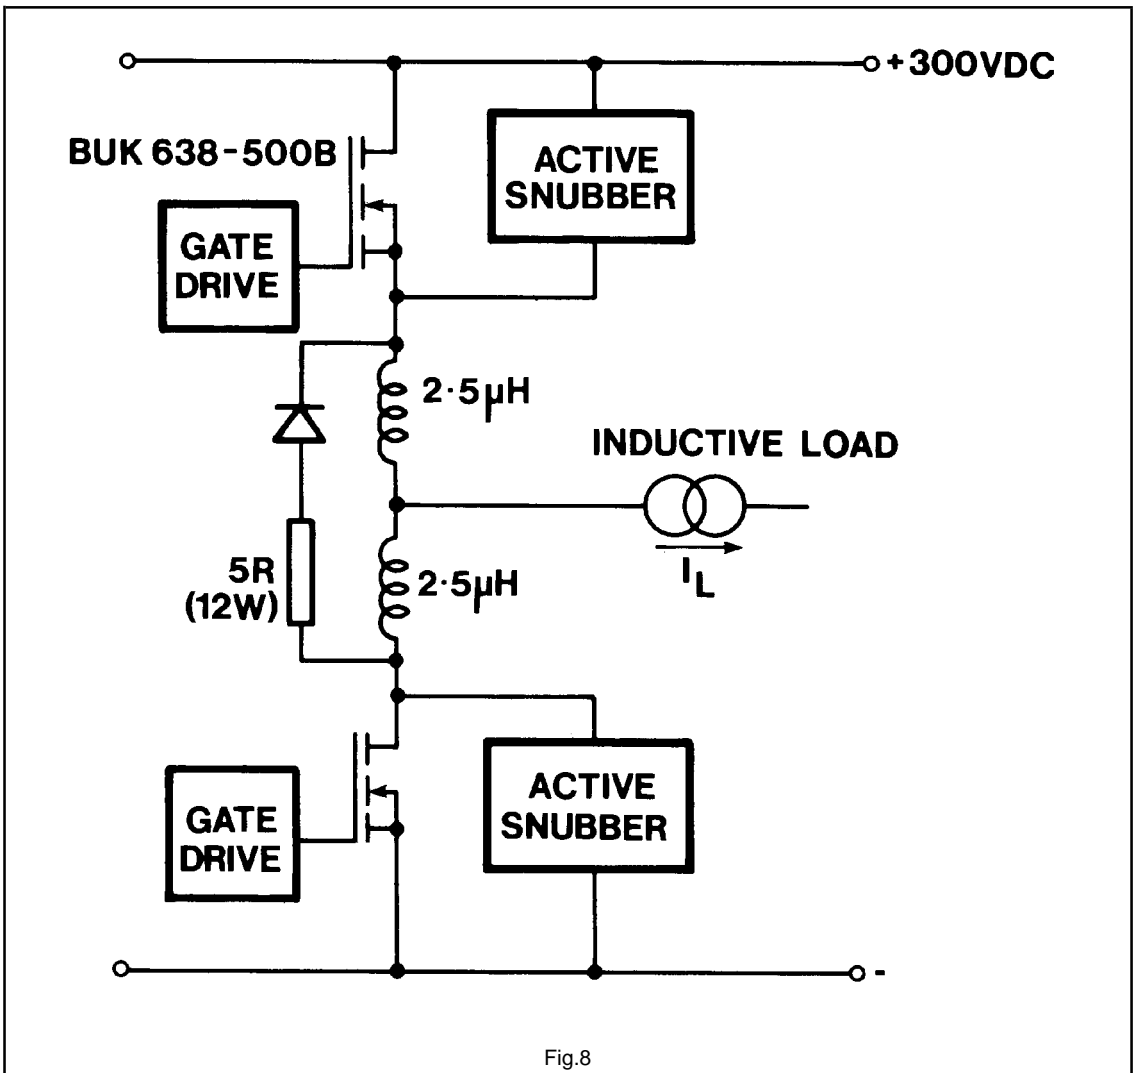 +300VDC
BUK 638-500B
ACTIVE
SNUBBER
GATE
DRIVE
2·5µH
INDUCTIVE LOAD
5R
(12W)
2·5µH
IL
ACTIVE
SNUBBER
GATE
DRIVE
-
Fig.8